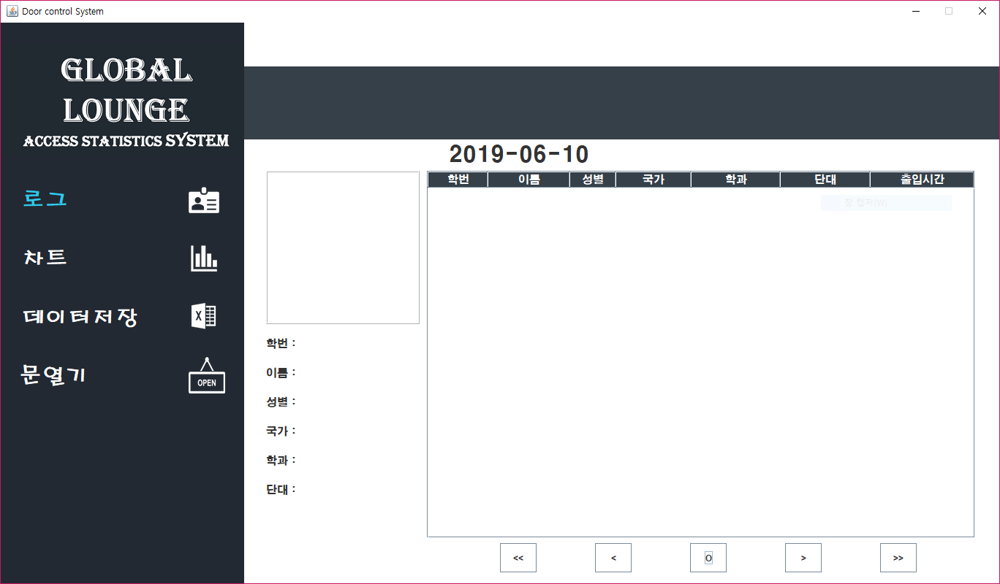 Door control System
GLOBAL
LOUNGE
ACCESS STATISTICS SYSTEM
로그
차트
데이터저장
문열기
OPEN
X
2019-06-10
학번 이름 성별 국가 학과 단대 출입시간
창 캡처(W)
학번 :
이름 :
성별 :
국가 :
학과 :
단대 :
<< < O > >>